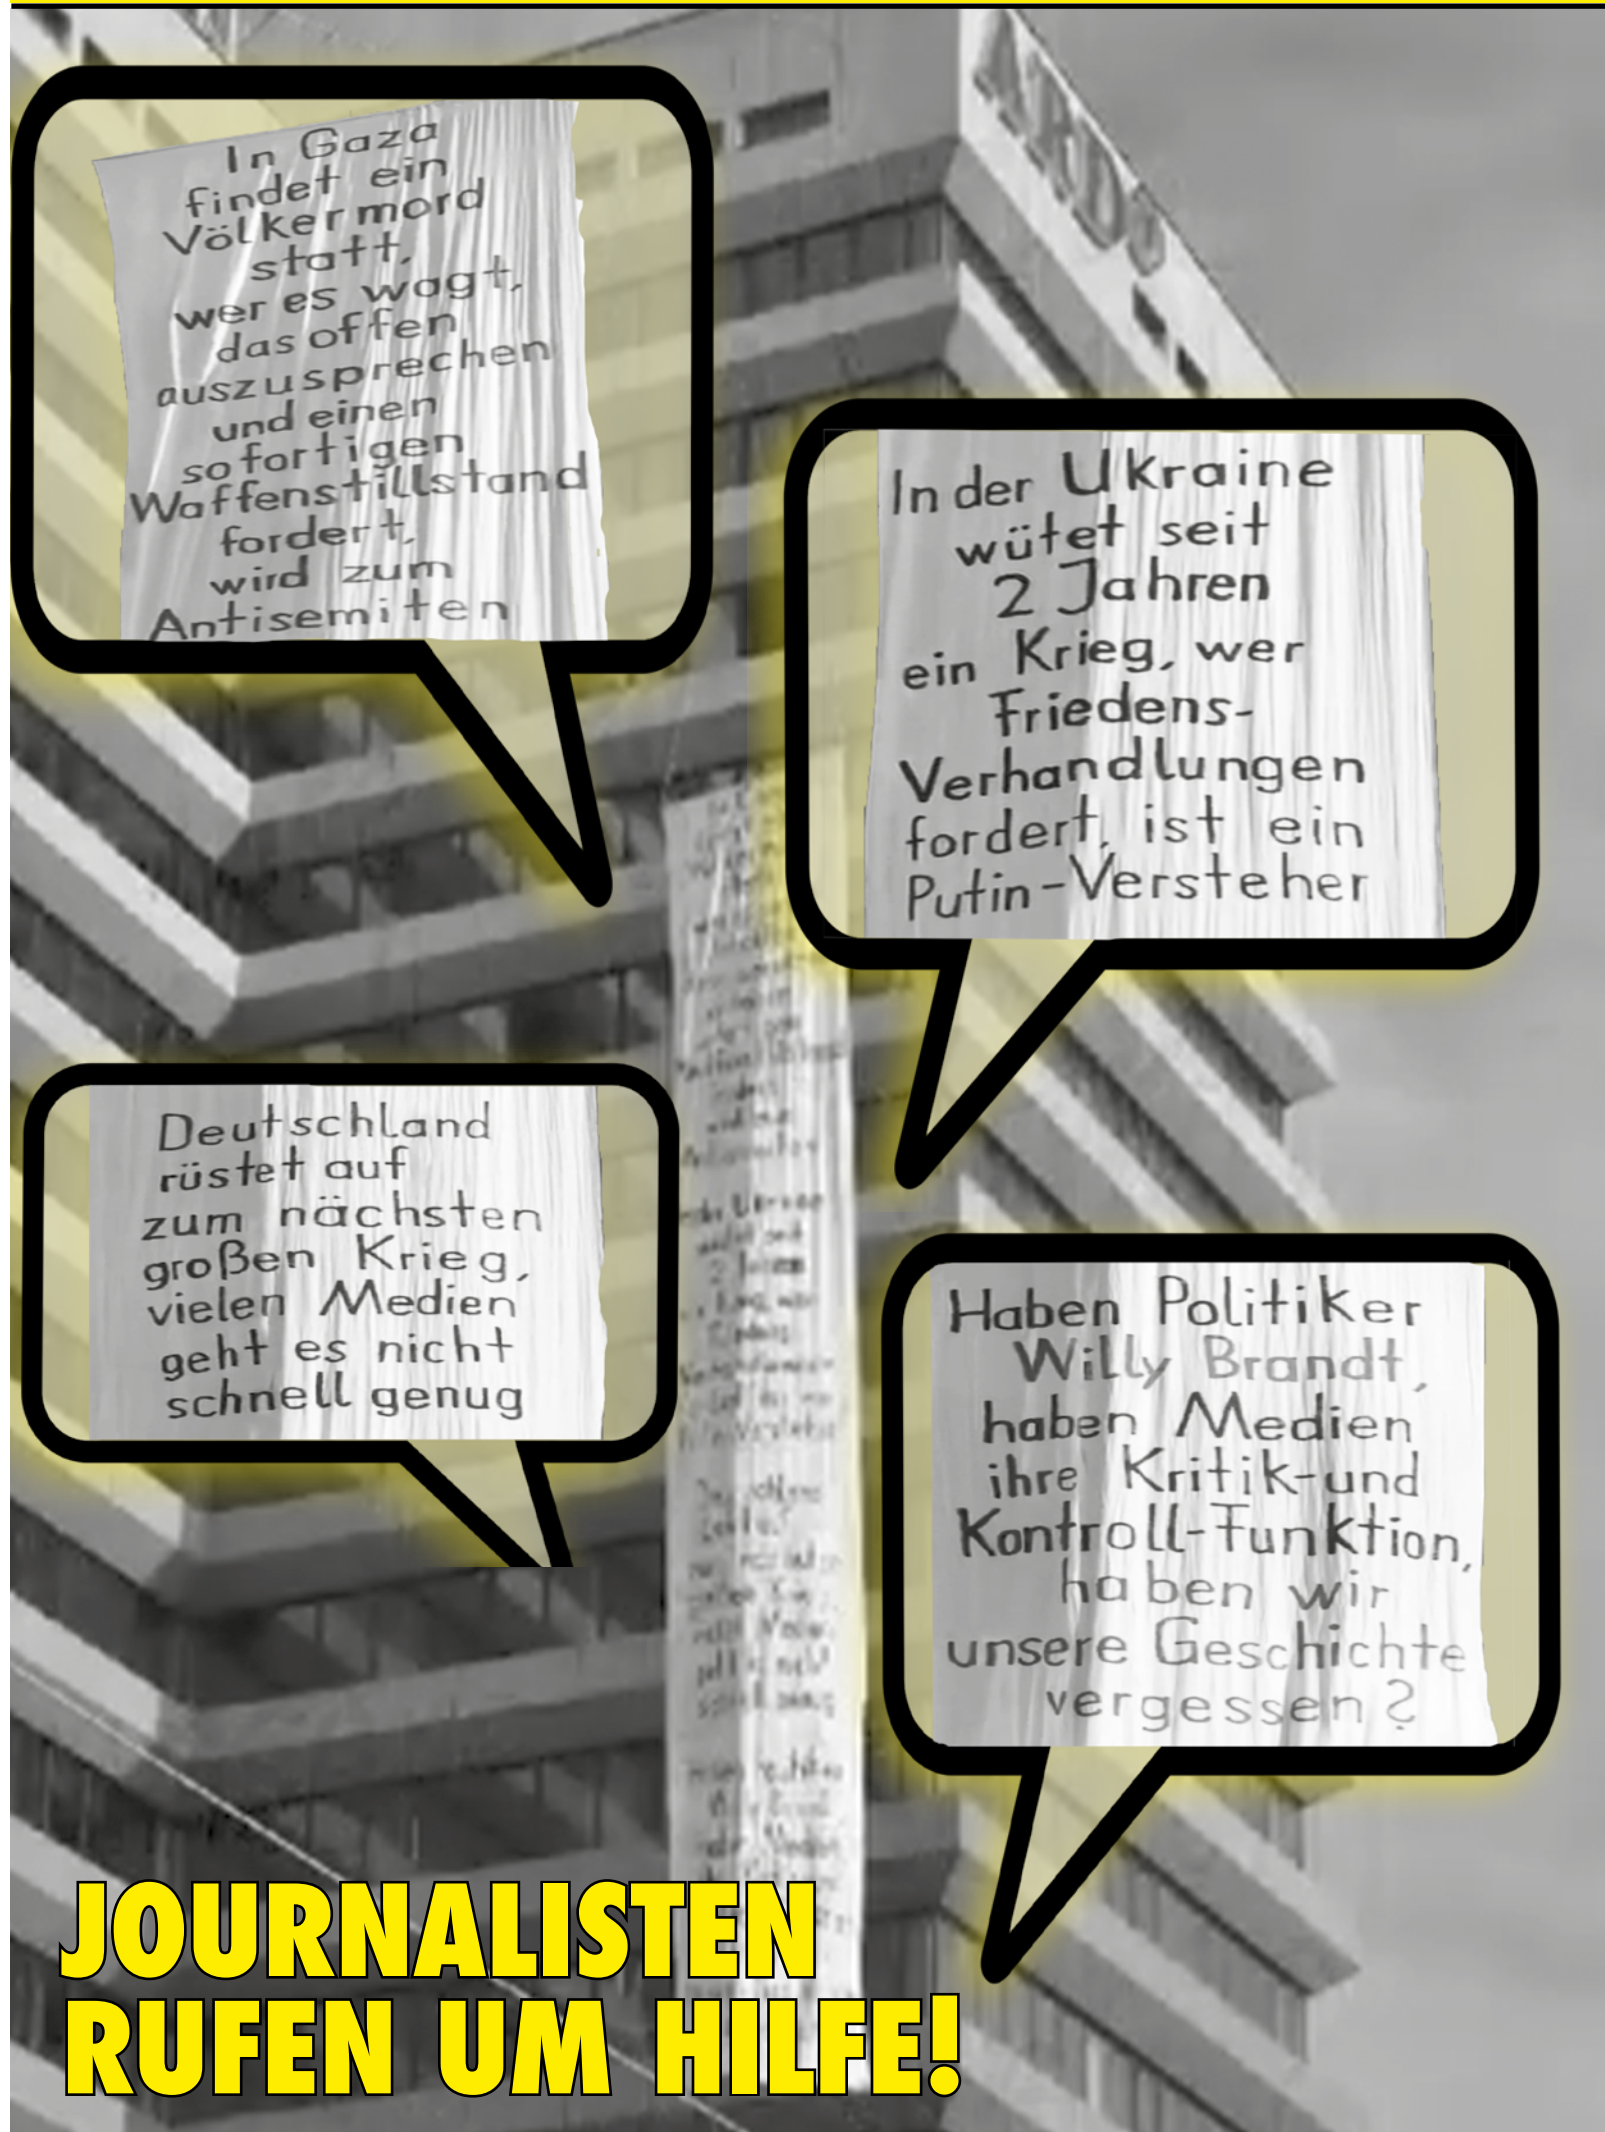 ARD
In Gaza
findet ein
Völkermord
statt,
wer es wagt,
das offen
auszusprechen
und einen
sofortigen
Waffenstillstand
fordert,
wird zum
Antisemiten
In der Ukraine
wütet seit
2 Jahren
ein Krieg, wer
Friedens-
Verhandlungen
fordert, ist ein
Putin-Versteher
Deutschland
rüstet auf
zum nächsten
großen Krieg,
vielen Medien
geht es nicht
schnell genug
Haben Politiker
Willy Brandt,
haben Medien
ihre Kritik-und
Kontroll-Funktion,
haben wir
unsere Geschichte
vergessen?
JOURNALISTEN
RUFEN UM HILFE!